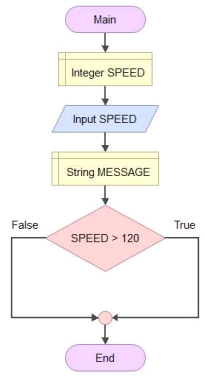 Main
Integer SPEED
Input SPEED
String MESSAGE
False
True
SPEED > 120
End